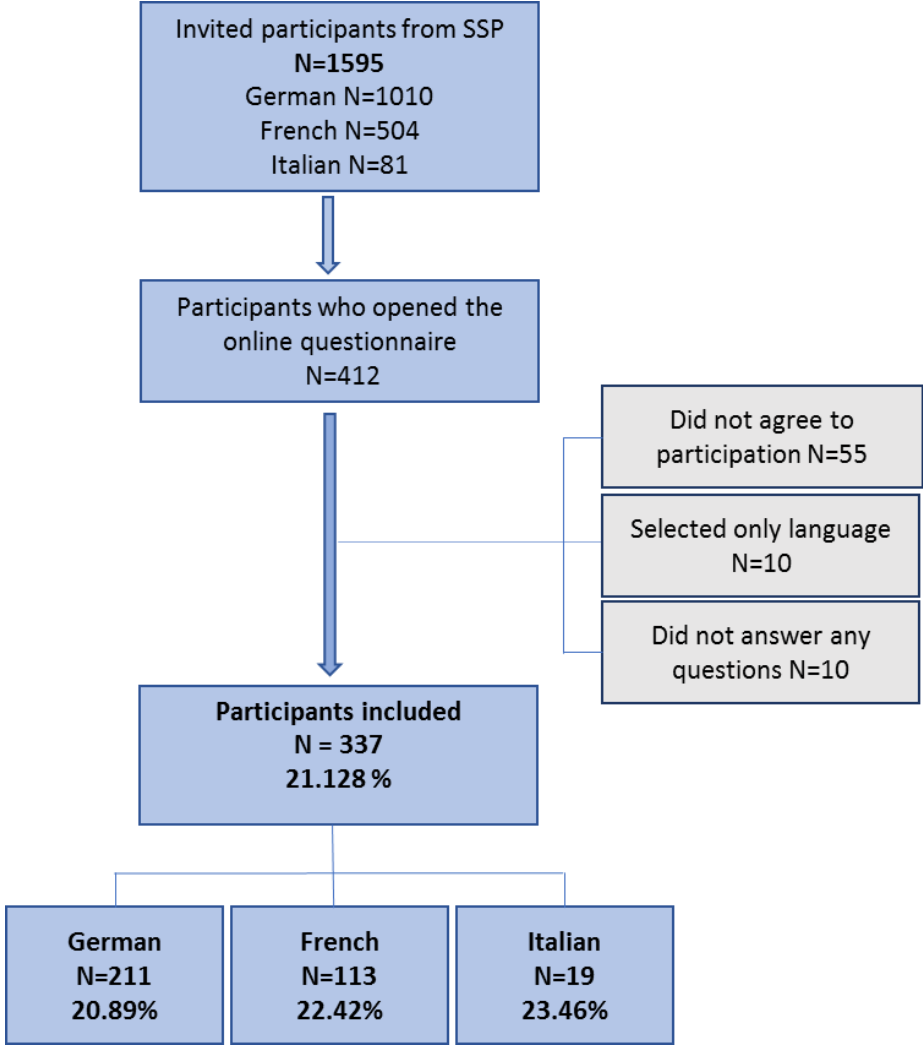 Invited participants from SSP
N=1595
German N=1010
French N=504
Italian N=81
Participants who opened the
online questionnaire
N=412
Did not agree to
participation N=55
Selected only language
N=10
Did not answer any
questions N=10
Participants included
N = 337
21.128 %
German
N=211
20.89%
French
N=113
22.42%
Italian
N=19
23.46%